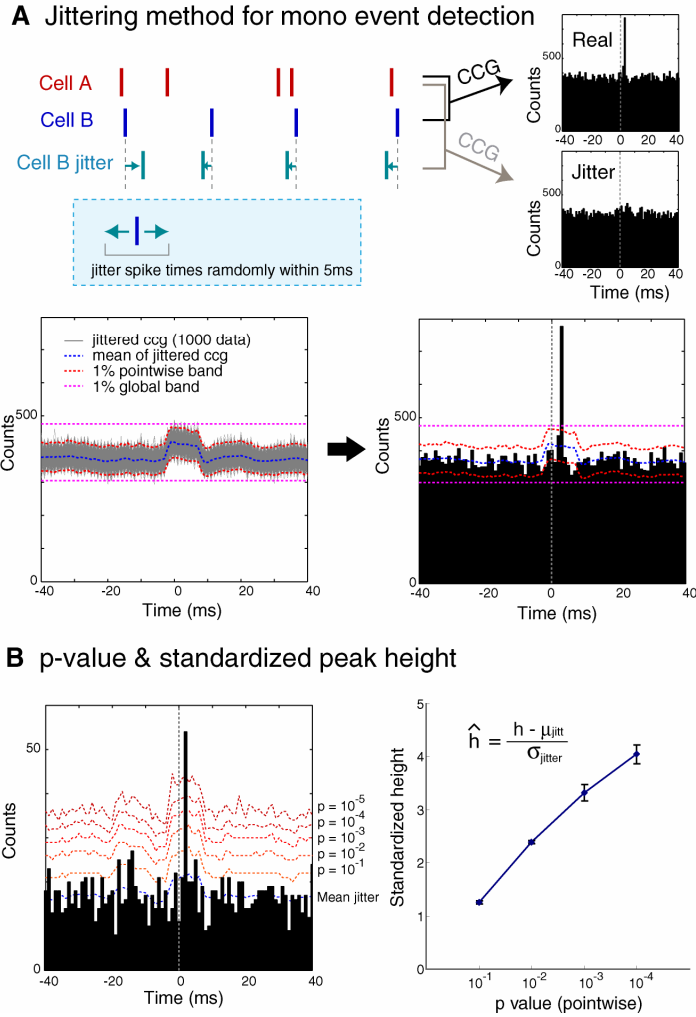 A Jittering method for mono event detection
Cell A
Cell B
Cell B jitter
jitter spike times ramdomly within 5ms
CCG
CCG
Real
Counts
500
0
-40 -20 0 20 40
Jitter
Counts
500
0
-40 -20 0 20 40
Time (ms)
jittered ccg (1000 data)
mean of jittered ccg
1% pointwise band
1% global band
Counts
500
0
-40 -20 0 20 40
Time (ms)
Counts
500
0
-40 -20 0 20 40
Time (ms)
B p-value & standardized peak height
Counts
50
0
p = 10-5
p = 10-4
p = 10-3
p = 10-2
p = 10-1
Mean jitter
-40 -20 0 20 40
Time (ms)
ĥ = h - μjitt / σjitter
Standardized height
5
4
3
2
1
0
10-1 10-2 10-3 10-4
p value (pointwise)